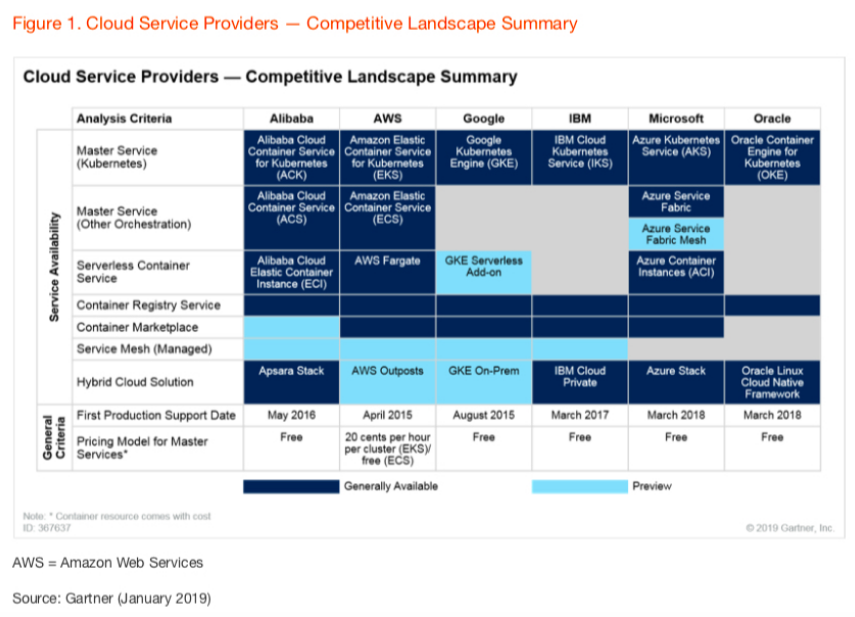 Figure 1. Cloud Service Providers — Competitive Landscape Summary
Cloud Service Providers — Competitive Landscape Summary
Analysis Criteria Alibaba AWS Google IBM Microsoft Oracle
Service Availability
Master Service
(Kubernetes)
Alibaba Cloud
Container Service
for Kubernetes
(ACK)
Amazon Elastic
Container Service
for Kubernetes
(EKS)
Google
Kubernetes
Engine (GKE)
IBM Cloud
Kubernetes
Service (IKS)
Azure Kubernetes
Service (AKS)
Oracle Container
Engine for
Kubernetes
(OKE)
Master Service
(Other Orchestration)
Alibaba Cloud
Container Service
(ACS)
Amazon Elastic
Container Service
(ECS)
Azure Service
Fabric
Azure Service
Fabric Mesh
Serverless Container
Service
Alibaba Cloud
Elastic Container
Instance (ECI)
AWS Fargate
GKE Serverless
Add-on
Azure Container
Instances (ACI)
Container Registry Service
Container Marketplace
Service Mesh (Managed)
Hybrid Cloud Solution
Apsara Stack
AWS Outposts
GKE On-Prem
IBM Cloud
Private
Azure Stack
Oracle Linux
Cloud Native
Framework
General
Criteria
First Production Support Date May 2016 April 2015 August 2015 March 2017 March 2018 March 2018
Pricing Model for Master
Services*
Free
20 cents per hour
per cluster (EKS)/
free (ECS)
Free
Free
Free
Free
Generally Available
Preview
Note: * Container resource comes with cost
ID: 367637
© 2019 Gartner, Inc.
AWS = Amazon Web Services
Source: Gartner (January 2019)